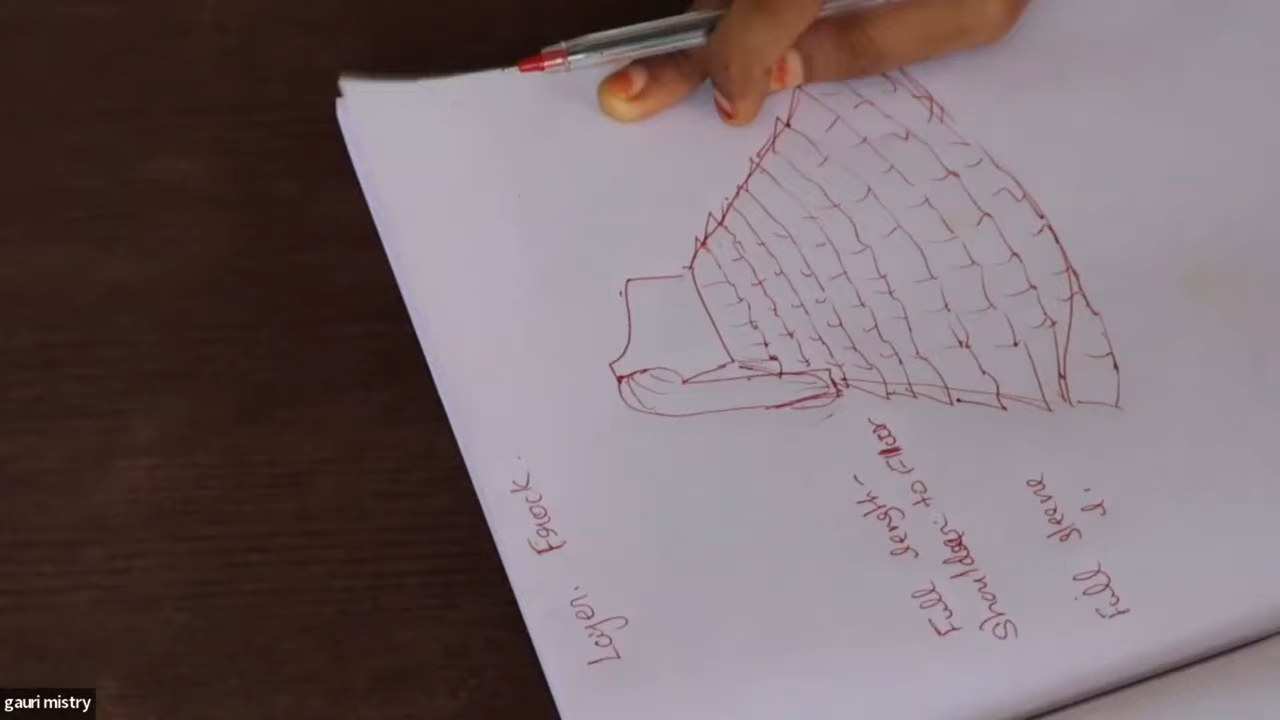 Layer. Frock.
Full length -
Shoulder to Floor
Full sleeve
gauri mistry